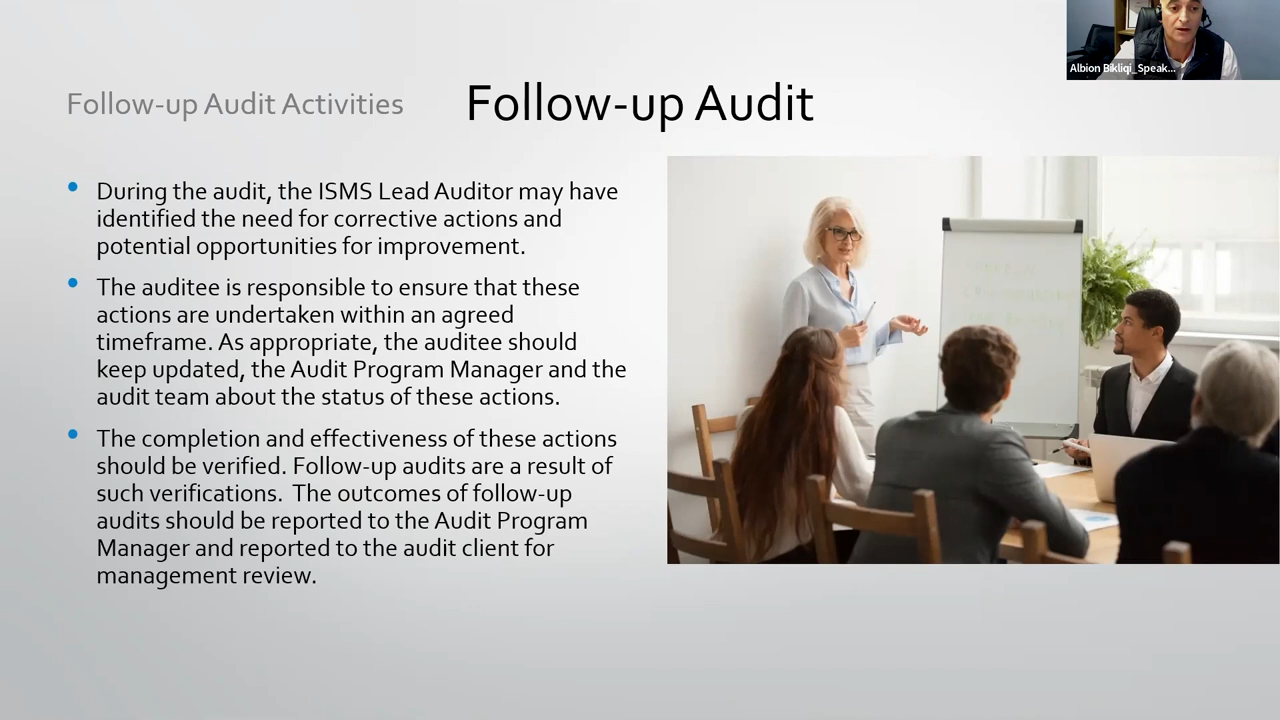 Albion Bikliqi_Speak...
Follow-up Audit Activities
Follow-up Audit
During the audit, the ISMS Lead Auditor may have
identified the need for corrective actions and
potential opportunities for improvement.
The auditee is responsible to ensure that these
actions are undertaken within an agreed
timeframe. As appropriate, the auditee should
keep updated, the Audit Program Manager and the
audit team about the status of these actions.
The completion and effectiveness of these actions
should be verified. Follow-up audits are a result of
such verifications.  The outcomes of follow-up
audits should be reported to the Audit Program
Manager and reported to the audit client for
management review.